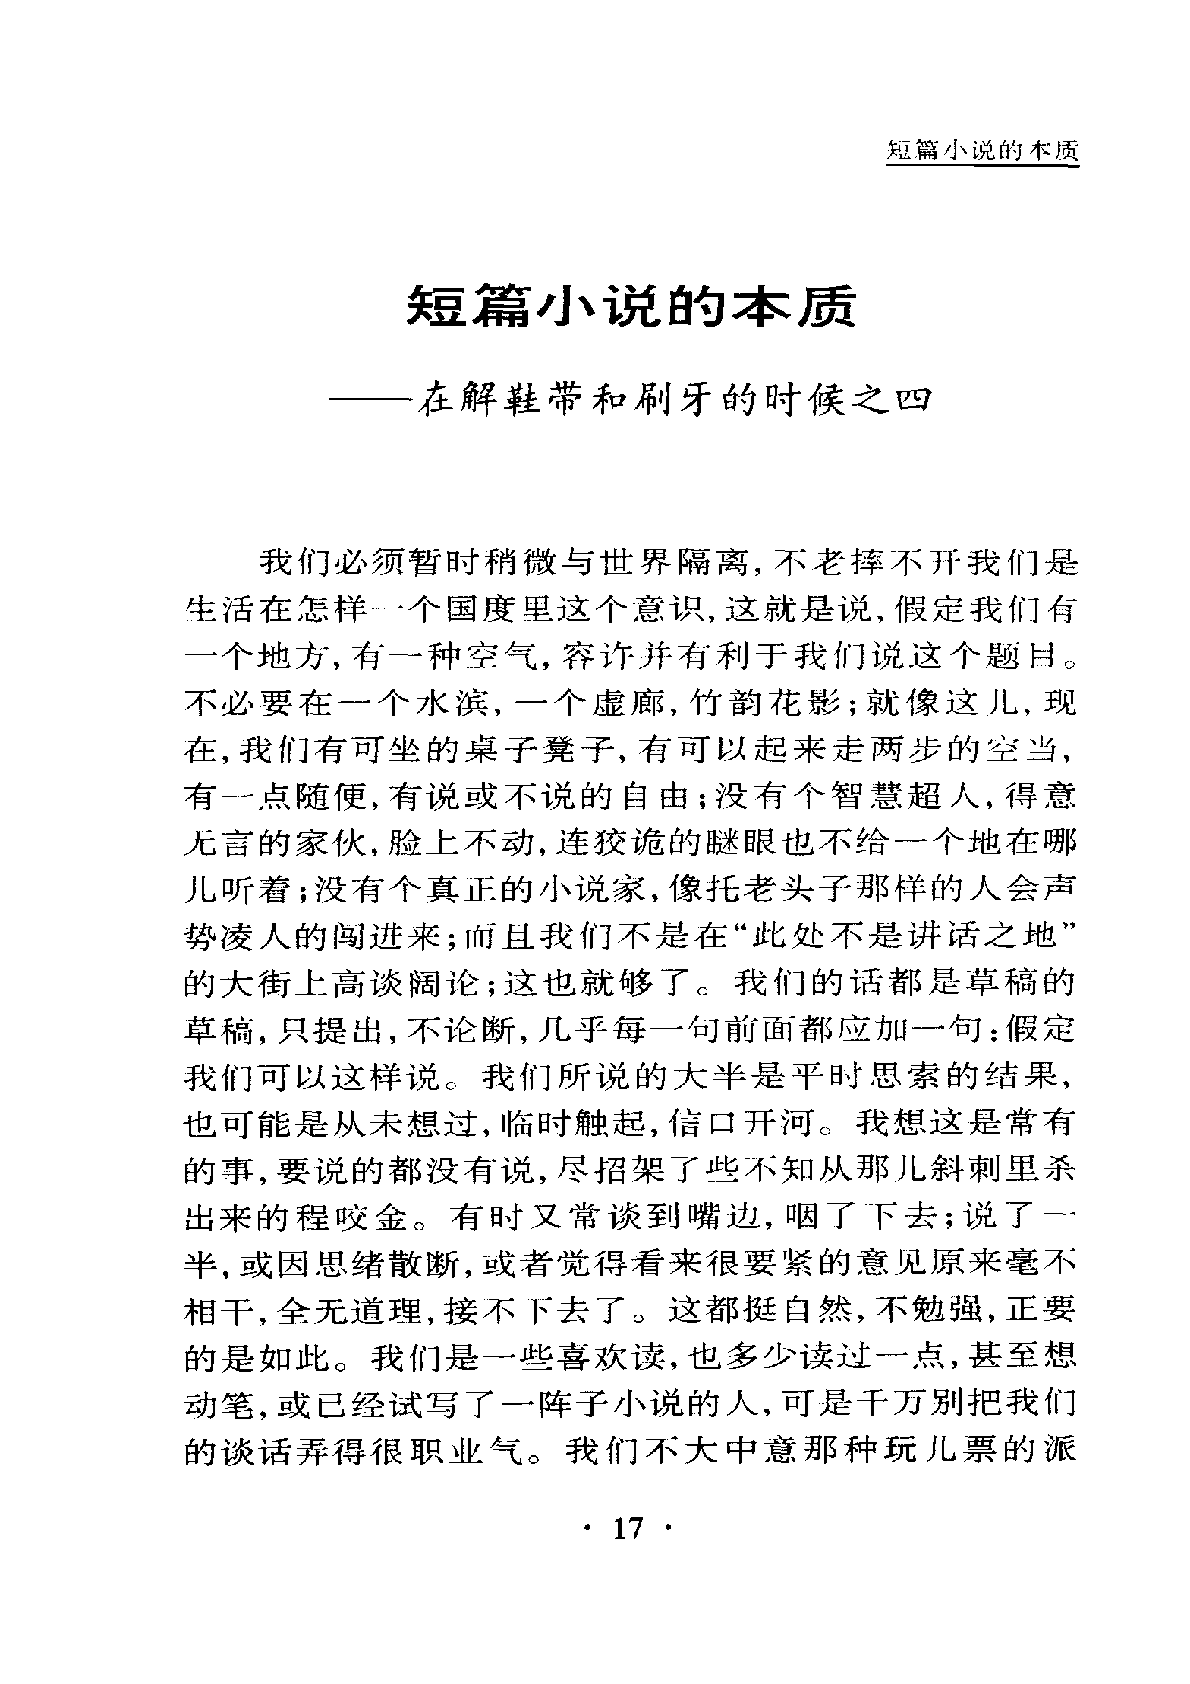 短篇小说的本质
短篇小说的本质
——在解鞋带和刷牙的时候之四
我们必须暂时稍微与世界隔离,不老摔不开我们是
生活在怎样一个国度里这个意识,这就是说,假定我们有
一个地方,有一种空气,容许并有利于我们说这个题目。
不必要在一个水滨,一个虚廊,竹韵花影;就像这儿,现
在,我们有可坐的桌子凳子,有可以起来走两步的空当,
有一点随便,有说或不说的自由;没有个智慧超人,得意
无言的家伙,脸上不动,连狡诡的瞇眼也不给一个地在哪
儿听着;没有个真正的小说家,像托老头子那样的人会声
势凌人的闯进来;而且我们不是在“此处不是讲话之地”
的大街上高谈阔论;这也就够了。我们的话都是草稿的
草稿,只提出,不论断,几乎每一句前面都应加一句:假定
我们可以这样说。我们所说的大半是平时思索的结果,
也可能是从未想过,临时触起,信口开河。我想这是常有
的事,要说的都没有说,尽招架了些不知从那儿斜刺里杀
出来的程咬金。有时又常谈到嘴边,咽了下去;说了一
半,或因思绪散断,或者觉得看来很要紧的意见原来毫不
相干,全无道理,接不下去了。这都挺自然,不勉强,正要
的是如此。我们是一些喜欢读,也多少读过一点,甚至想
动笔,或已经试写了一阵子小说的人,可是千万别把我们
的谈话弄得很职业气。我们不大中意那种玩儿票的派
· 17 ·